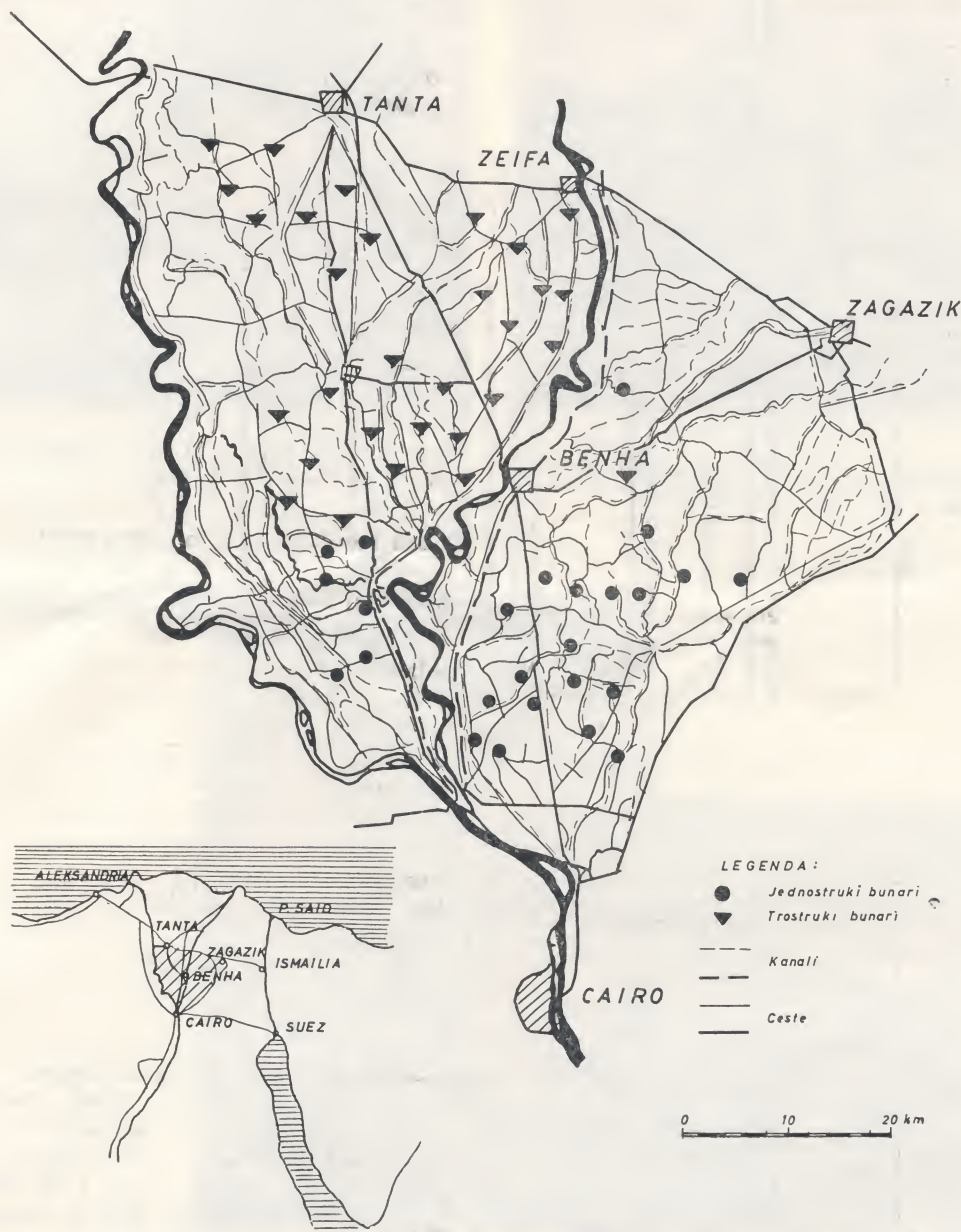 TANTA
ZEIFA
ZAGAZIK
BENHA
CAIRO
LEGENDA:
Jednostruki bunari
Trostruki bunari
Kanali
Ceste
0 10 20 km
ALEKSANDRIA
P. SAID
TANTA
ZAGAZIK
ISMAILIA
BENHA
CAIRO
SUEZ